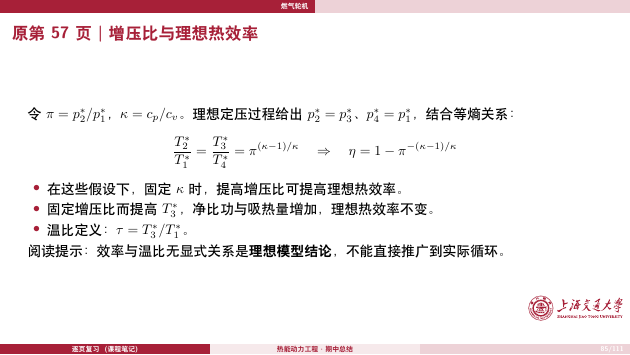 燃气轮机
原第 57 页 | 增压比与理想热效率
令 π = p₂*/p₁*，κ = c_p/c_v。理想定压过程给出 p₂* = p₃*、p₄* = p₁*，结合等熵关系：
T₂*/T₁* = T₃*/T₄* = π^{(κ−1)/κ} ⇒ η = 1 − π^{−(κ−1)/κ}
• 在这些假设下，固定 κ 时，提高增压比可提高理想热效率。
• 固定增压比而提高 T₃*，净比功与吸热量增加，理想热效率不变。
• 温比定义：τ = T₃*/T₁*。
阅读提示：效率与温比无显式关系是理想模型结论，不能直接推广到实际循环。
上海交通大学
SHANGHAI JIAO TONG UNIVERSITY
逐页复习（课程笔记） 热能动力工程 · 期中总结 85/111